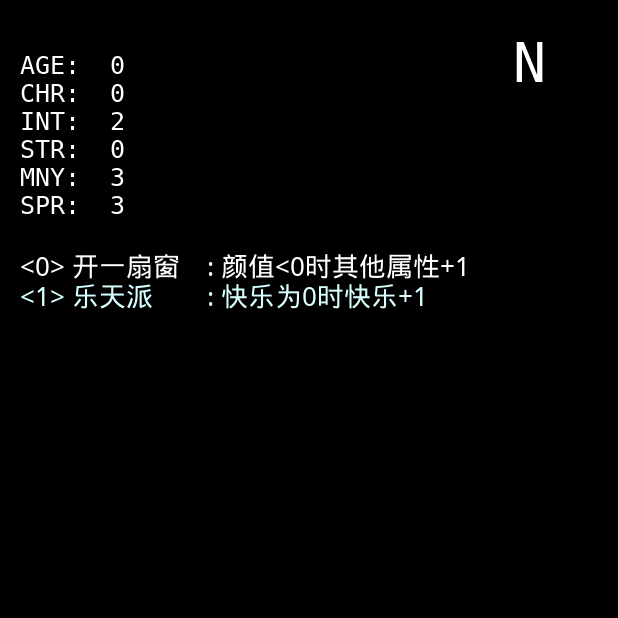 N
AGE: 0
CHR: 0
INT: 2
STR: 0
MNY: 3
SPR: 3
<0> 开一扇窗 : 颜值<0时其他属性+1
<1> 乐天派 : 快乐为0时快乐+1